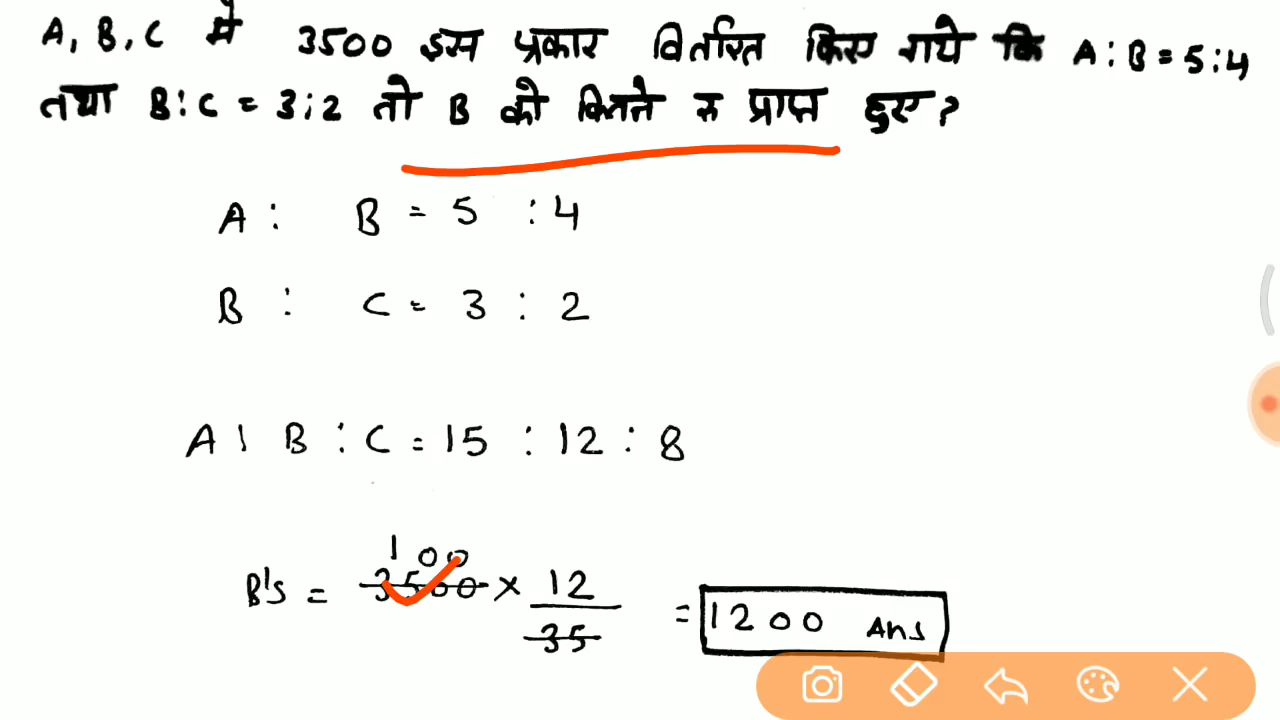 A, B, C में 3500 इस प्रकार वितरित किए गये कि A : B = 5 : 4
तथा B : C = 3 : 2 तो B को कितने रु प्राप्त हुए ?
A : B = 5 : 4
B : C = 3 : 2
A : B : C = 15 : 12 : 8
100
B's = 3500 × 12 / 35 = 1200 Ans